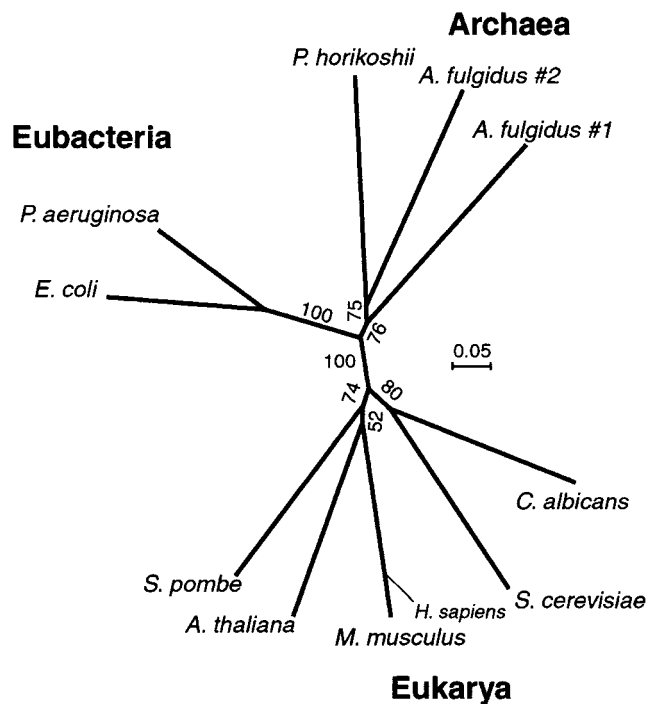 Archaea
P. horikoshii
A. fulgidus #2
A. fulgidus #1
Eubacteria
P. aeruginosa
E. coli
100
75
76
100
0.05
74
80
52
C. albicans
S. pombe
A. thaliana
H. sapiens
S. cerevisiae
M. musculus
Eukarya